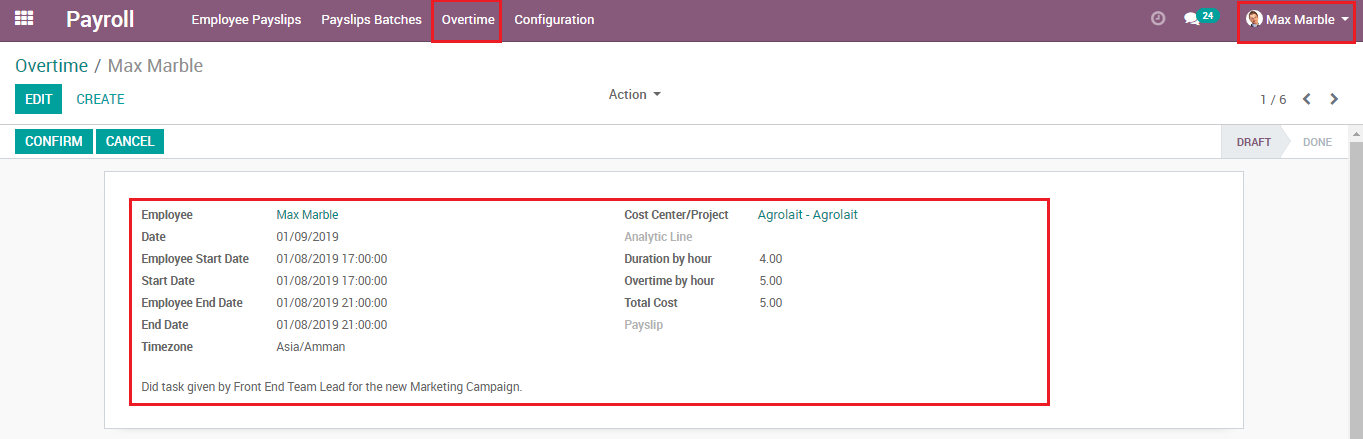 Payroll Employee Payslips Payslips Batches Overtime Configuration 24 Max Marble
Overtime / Max Marble
EDIT CREATE Action 1 / 6
CONFIRM CANCEL DRAFT DONE
Employee Max Marble Cost Center/Project Agrolait - Agrolait
Date 01/09/2019 Analytic Line
Employee Start Date 01/08/2019 17:00:00 Duration by hour 4.00
Start Date 01/08/2019 17:00:00 Overtime by hour 5.00
Employee End Date 01/08/2019 21:00:00 Total Cost 5.00
End Date 01/08/2019 21:00:00 Payslip
Timezone Asia/Amman
Did task given by Front End Team Lead for the new Marketing Campaign.